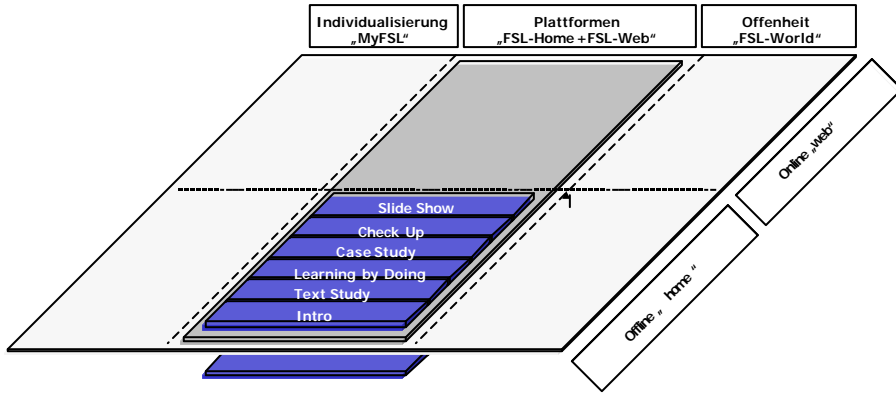 Individualisierung
„MyFSL“
Plattformen
„FSL-Home +FSL-Web“
Offenheit
„FSL-World“
Online „web“
Slide Show
Check Up
Case Study
Learning by Doing
Text Study
Intro
Offline „ home“